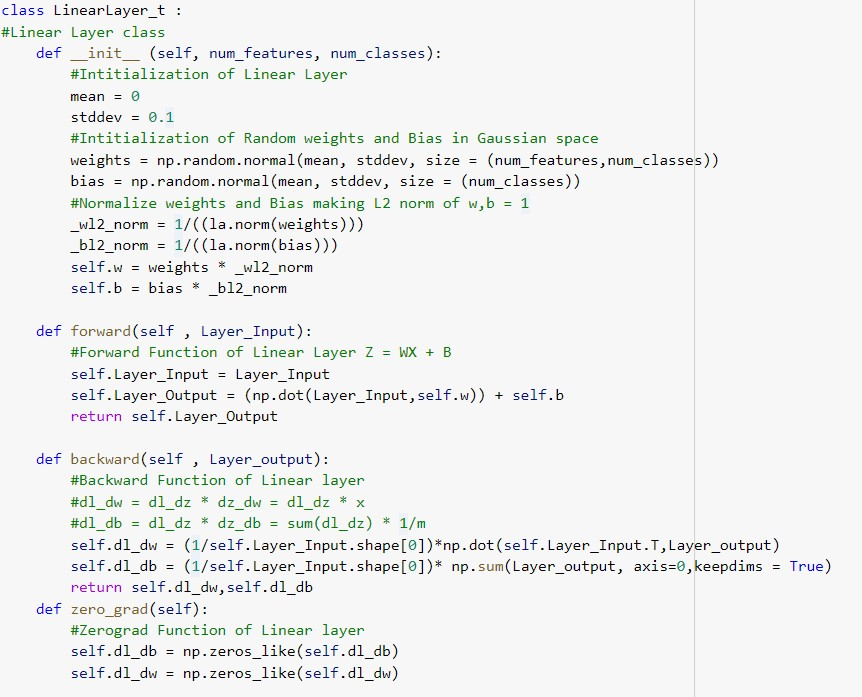 class LinearLayer_t :
#Linear Layer class
    def __init__ (self, num_features, num_classes):
        #Intitialization of Linear Layer
        mean = 0
        stddev = 0.1
        #Intitialization of Random weights and Bias in Gaussian space
        weights = np.random.normal(mean, stddev, size = (num_features,num_classes))
        bias = np.random.normal(mean, stddev, size = (num_classes))
        #Normalize weights and Bias making L2 norm of w,b = 1
        _wl2_norm = 1/((la.norm(weights)))
        _bl2_norm = 1/((la.norm(bias)))
        self.w = weights * _wl2_norm
        self.b = bias * _bl2_norm

    def forward(self , Layer_Input):
        #Forward Function of Linear Layer Z = WX + B
        self.Layer_Input = Layer_Input
        self.Layer_Output = (np.dot(Layer_Input,self.w)) + self.b
        return self.Layer_Output

    def backward(self , Layer_output):
        #Backward Function of Linear layer
        #dl_dw = dl_dz * dz_dw = dl_dz * x
        #dl_db = dl_dz * dz_db = sum(dl_dz) * 1/m
        self.dl_dw = (1/self.Layer_Input.shape[0])*np.dot(self.Layer_Input.T,Layer_output)
        self.dl_db = (1/self.Layer_Input.shape[0])* np.sum(Layer_output, axis=0,keepdims = True)
        return self.dl_dw,self.dl_db
    def zero_grad(self):
        #Zerograd Function of Linear layer
        self.dl_db = np.zeros_like(self.dl_db)
        self.dl_dw = np.zeros_like(self.dl_dw)